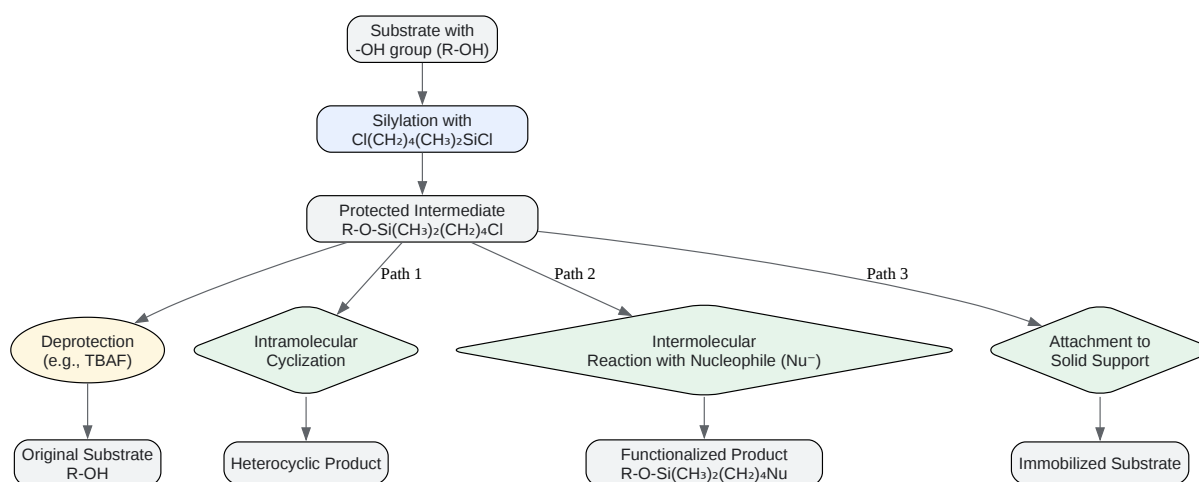 Substrate with
-OH group (R-OH)
Silylation with
Cl(CH₂)₄(CH₃)₂SiCl
Protected Intermediate
R-O-Si(CH₃)₂(CH₂)₄Cl
Path 1
Path 2
Path 3
Deprotection
(e.g., TBAF)
Intramolecular
Cyclization
Intermolecular
Reaction with Nucleophile (Nu⁻)
Attachment to
Solid Support
Original Substrate
R-OH
Heterocyclic Product
Functionalized Product
R-O-Si(CH₃)₂(CH₂)₄Nu
Immobilized Substrate